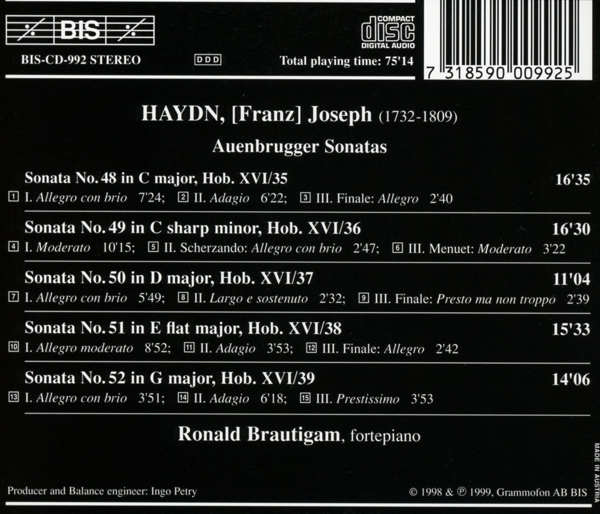 BIS
COMPACT
disc
DIGITAL AUDIO
BIS-CD-992 STEREO
DDD
Total playing time: 75'14
7 318590 009925
HAYDN, [Franz] Joseph (1732-1809)
Auenbrugger Sonatas
Sonata No. 48 in C major, Hob. XVI/35 16'35
1 I. Allegro con brio 7'24; 2 II. Adagio 6'22; 3 III. Finale: Allegro 2'40
Sonata No. 49 in C sharp minor, Hob. XVI/36 16'30
4 I. Moderato 10'15; 5 II. Scherzando: Allegro con brio 2'47; 6 III. Menuet: Moderato 3'22
Sonata No. 50 in D major, Hob. XVI/37 11'04
7 I. Allegro con brio 5'49; 8 II. Largo e sostenuto 2'32; 9 III. Finale: Presto ma non troppo 2'39
Sonata No. 51 in E flat major, Hob. XVI/38 15'33
10 I. Allegro moderato 8'52; 11 II. Adagio 3'53; 12 III. Finale: Allegro 2'42
Sonata No. 52 in G major, Hob. XVI/39 14'06
13 I. Allegro con brio 3'51; 14 II. Adagio 6'18; 15 III. Prestissimo 3'53
Ronald Brautigam, fortepiano
MADE IN AUSTRIA
Producer and Balance engineer: Ingo Petry
© 1998 & ℗ 1999, Grammofon AB BIS